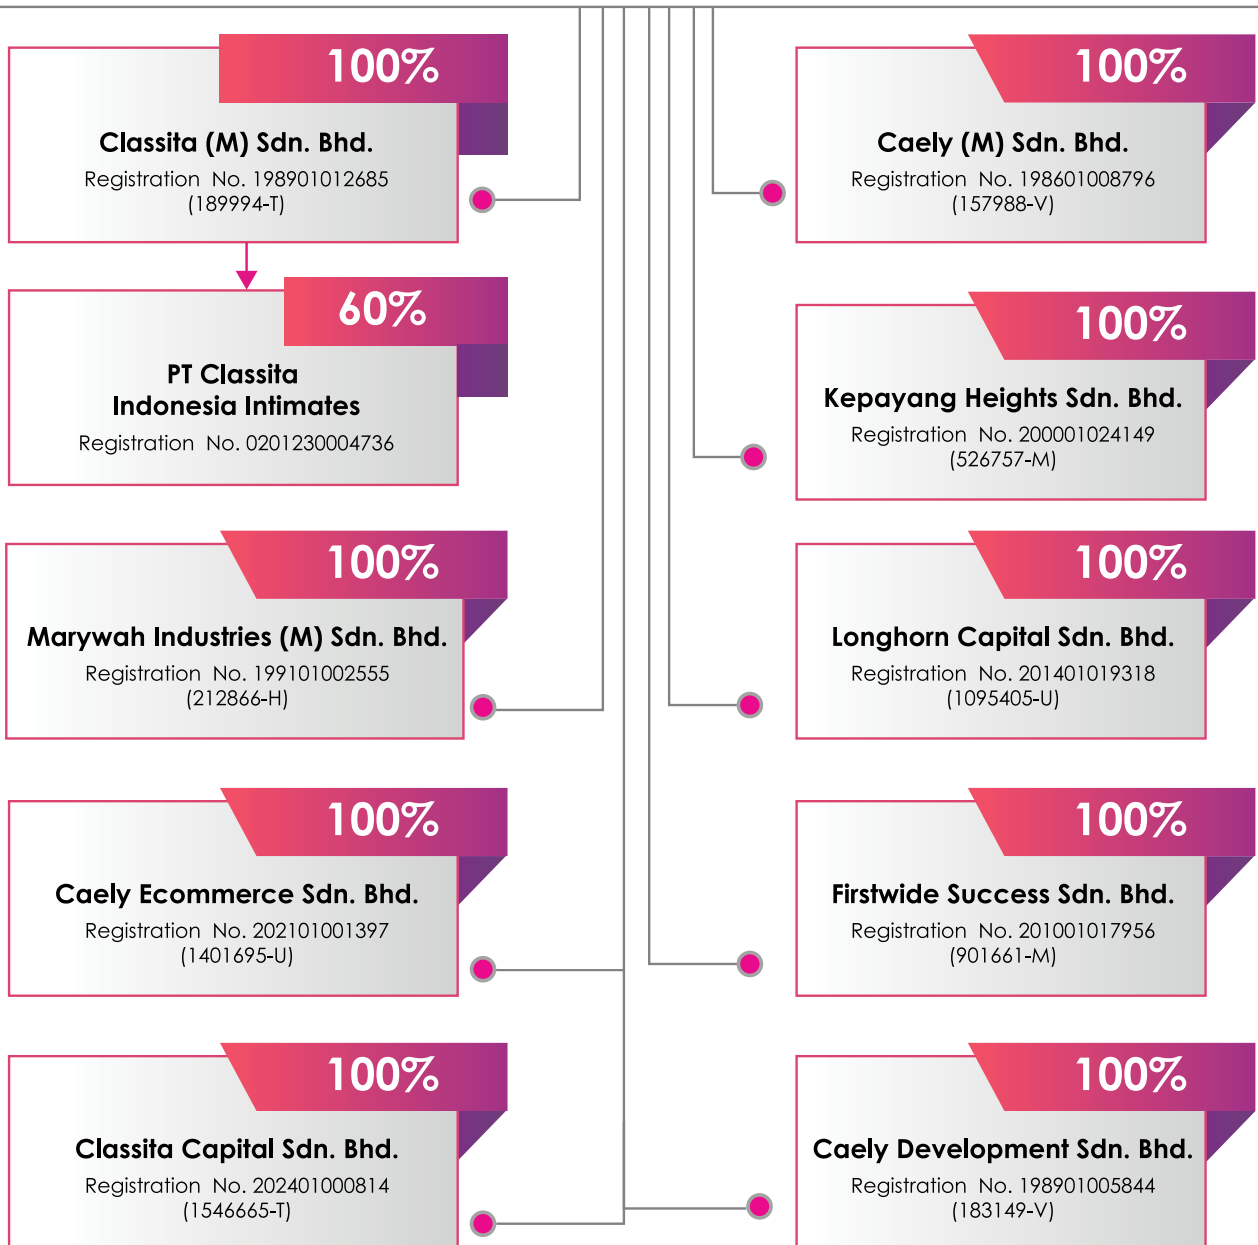 100%
Classita (M) Sdn. Bhd.
Registration No. 198901012685
(189994-T)
60%
PT Classita
Indonesia Intimates
Registration No. 0201230004736
100%
Marywah Industries (M) Sdn. Bhd.
Registration No. 199101002555
(212866-H)
100%
Caely Ecommerce Sdn. Bhd.
Registration No. 202101001397
(1401695-U)
100%
Classita Capital Sdn. Bhd.
Registration No. 202401000814
(1546665-T)
100%
Caely (M) Sdn. Bhd.
Registration No. 198601008796
(157988-V)
100%
Kepayang Heights Sdn. Bhd.
Registration No. 200001024149
(526757-M)
100%
Longhorn Capital Sdn. Bhd.
Registration No. 201401019318
(1095405-U)
100%
Firstwide Success Sdn. Bhd.
Registration No. 201001017956
(901661-M)
100%
Caely Development Sdn. Bhd.
Registration No. 198901005844
(183149-V)